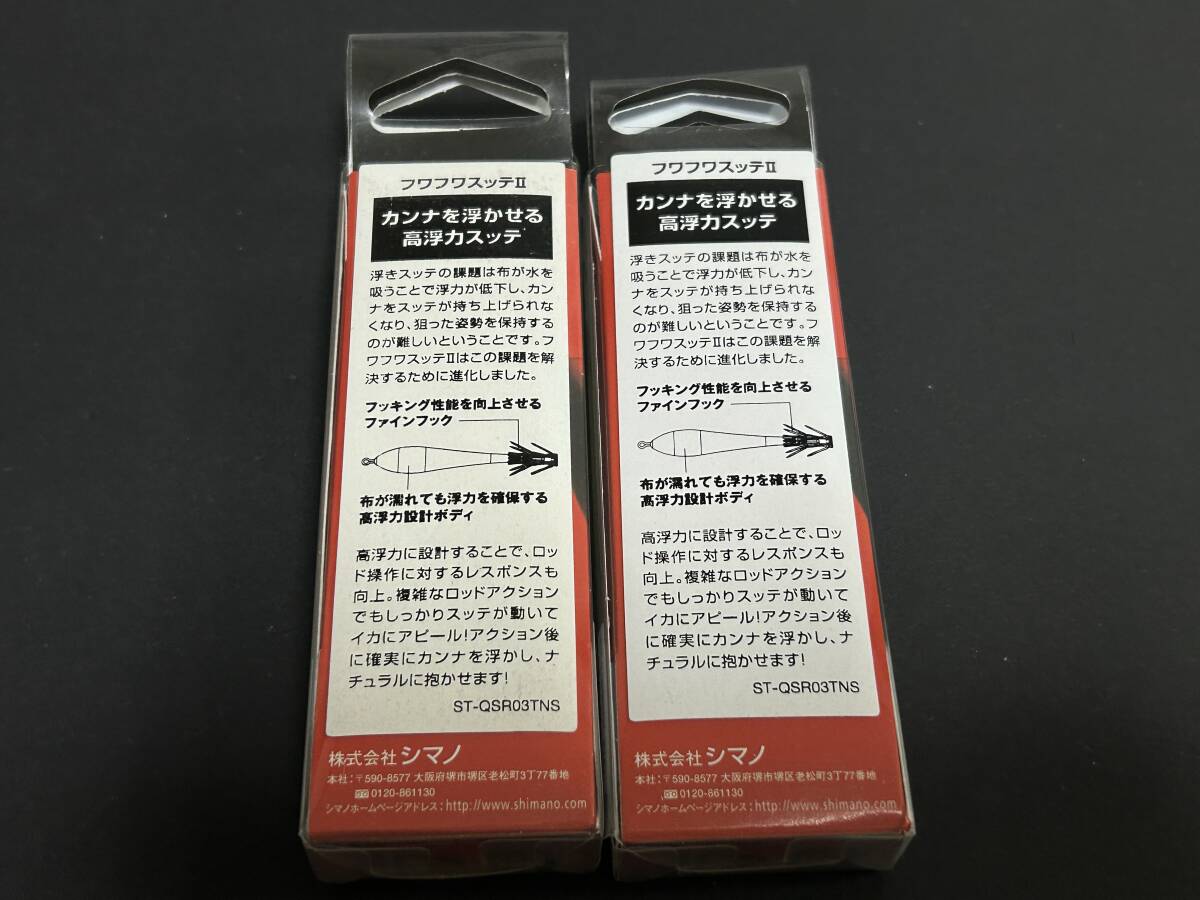 フワフワスッテII
カンナを浮かせる
高浮力スッテ
浮きスッテの課題は布が水を
吸うことで浮力が低下し、カン
ナをスッテが持ち上げられな
くなり、狙った姿勢を保持する
のが難しいということです。フ
ワフワスッテIIはこの課題を解
決するために進化しました。
フッキング性能を向上させる
ファインフック
布が濡れても浮力を確保する
高浮力設計ボディ
高浮力に設計することで、ロッ
ド操作に対するレスポンスも
向上。複雑なロッドアクション
でもしっかりスッテが動いて
イカにアピール!アクション後
に確実にカンナを浮かし、ナ
チュラルに抱かせます!
ST-QSR03TNS
株式会社シマノ
本社:〒590-8577 大阪府堺市堺区老松町3丁77番地
0120-861130
シマノホームページアドレス:http://www.shimano.com
フワフワスッテII
カンナを浮かせる
高浮力スッテ
浮きスッテの課題は布が水を
吸うことで浮力が低下し、カン
ナをスッテが持ち上げられな
くなり、狙った姿勢を保持する
のが難しいということです。フ
ワフワスッテIIはこの課題を解
決するために進化しました。
フッキング性能を向上させる
ファインフック
布が濡れても浮力を確保する
高浮力設計ボディ
高浮力に設計することで、ロッ
ド操作に対するレスポンスも
向上。複雑なロッドアクション
でもしっかりスッテが動いて
イカにアピール!アクション後
に確実にカンナを浮かし、ナ
チュラルに抱かせます!
ST-QSR03TNS
株式会社シマノ
本社:〒590-8577 大阪府堺市堺区老松町3丁77番地
0120-861130
シマノホームページアドレス:http://www.shimano.com